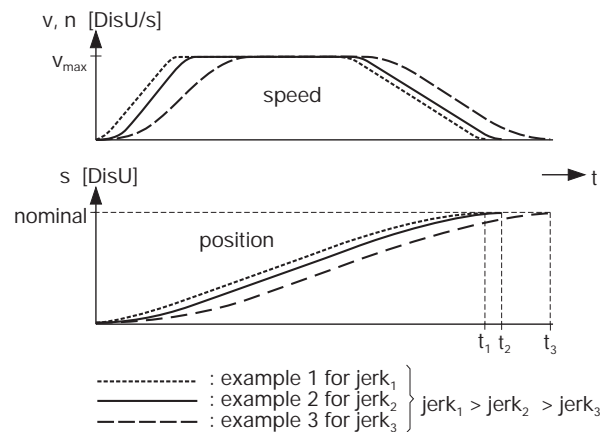 v, n [DisU/s]
vmax
speed
s [DisU]
t
nominal
position
t1 t2 t3
: example 1 for jerk1
: example 2 for jerk2
: example 3 for jerk3
jerk1 > jerk2 > jerk3